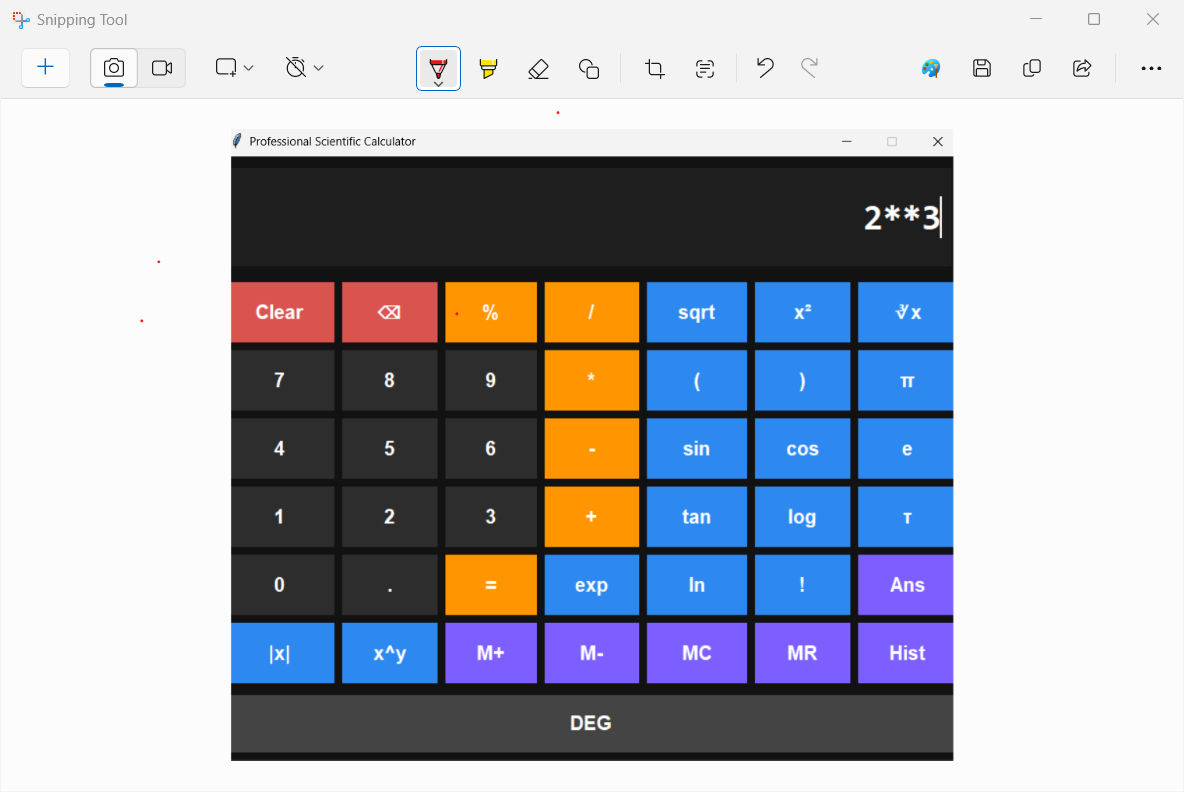 Snipping Tool
Professional Scientific Calculator
2**3
Clear ⌫ % / sqrt x² ∛x
7 8 9 * ( ) π
4 5 6 - sin cos e
1 2 3 + tan log τ
0 . = exp ln ! Ans
|x| x^y M+ M- MC MR Hist
DEG